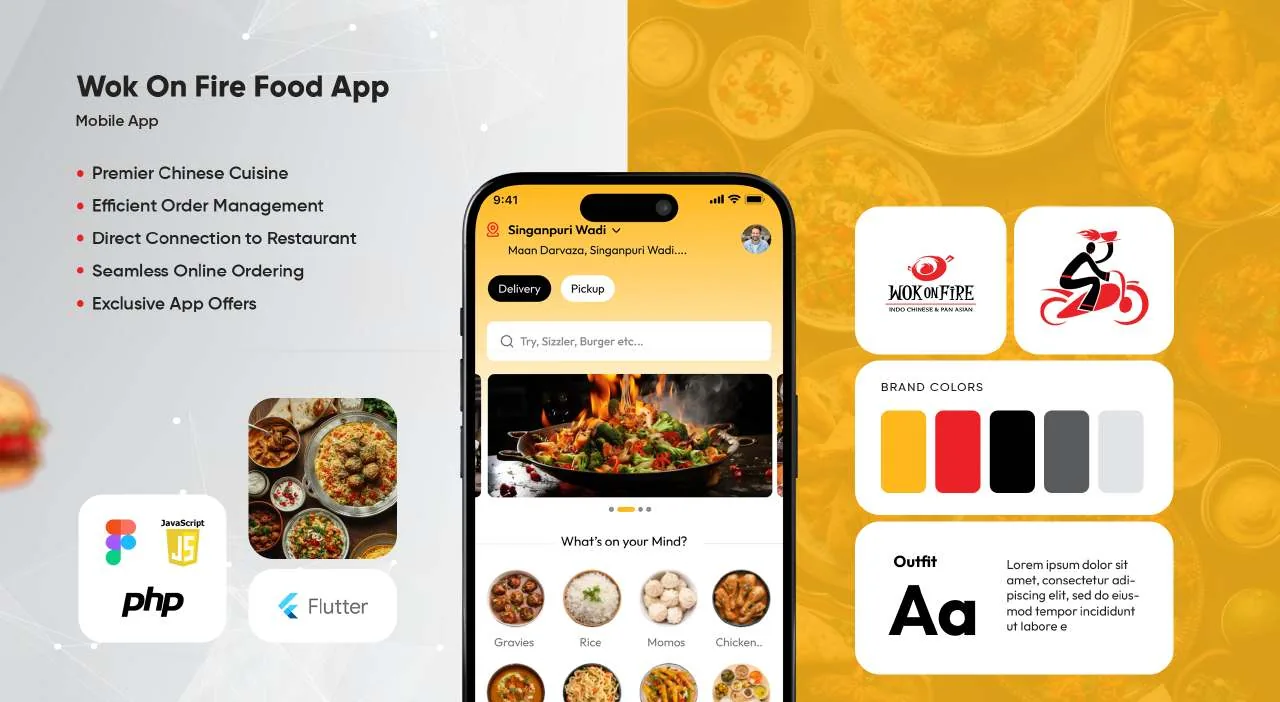 Wok On Fire Food App
Mobile App
Premier Chinese Cuisine
Efficient Order Management
Direct Connection to Restaurant
Seamless Online Ordering
Exclusive App Offers
JavaScript
JS
php
Flutter
9:41
Singanpuri Wadi
Maan Darvaza, Singanpuri Wadi....
Delivery
Pickup
Try, Sizzler, Burger etc...
What's on your Mind?
Gravies
Rice
Momos
Chicken..
WOK ON FIRE
INDO CHINESE & PAN ASIAN
BRAND COLORS
Outfit
Aa
Lorem ipsum dolor sit
amet, consectetur adi-
piscing elit, sed do eius-
mod tempor incididunt
ut labore e